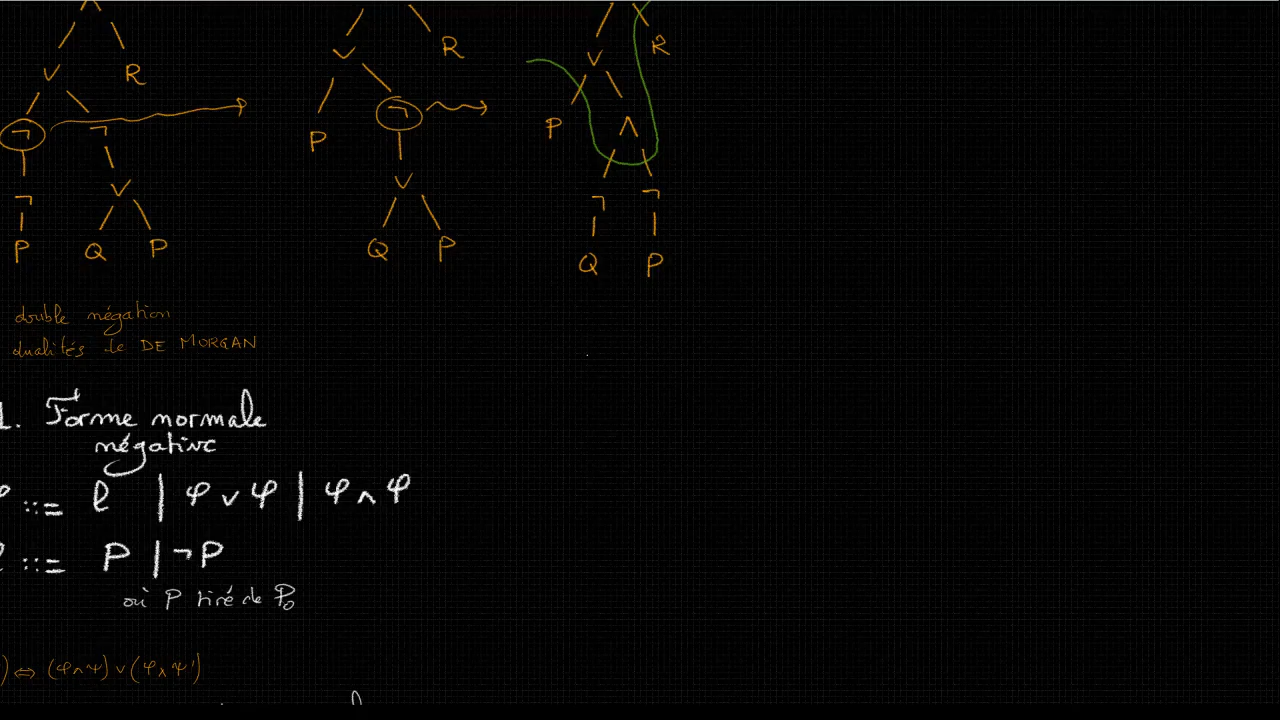 ∧ R
∨ R
∨ R
¬ ¬
P ¬
P ∧
¬ ∨
∨
¬ ¬
P Q P
Q P
Q P
double négation
dualités de DE MORGAN
1. Forme normale
négative
φ ::= ℓ | φ ∨ φ | φ ∧ φ
ℓ ::= P | ¬P
où P tiré de P₀
) ⇔ (φ∧ψ) ∨ (φ∧ψ')